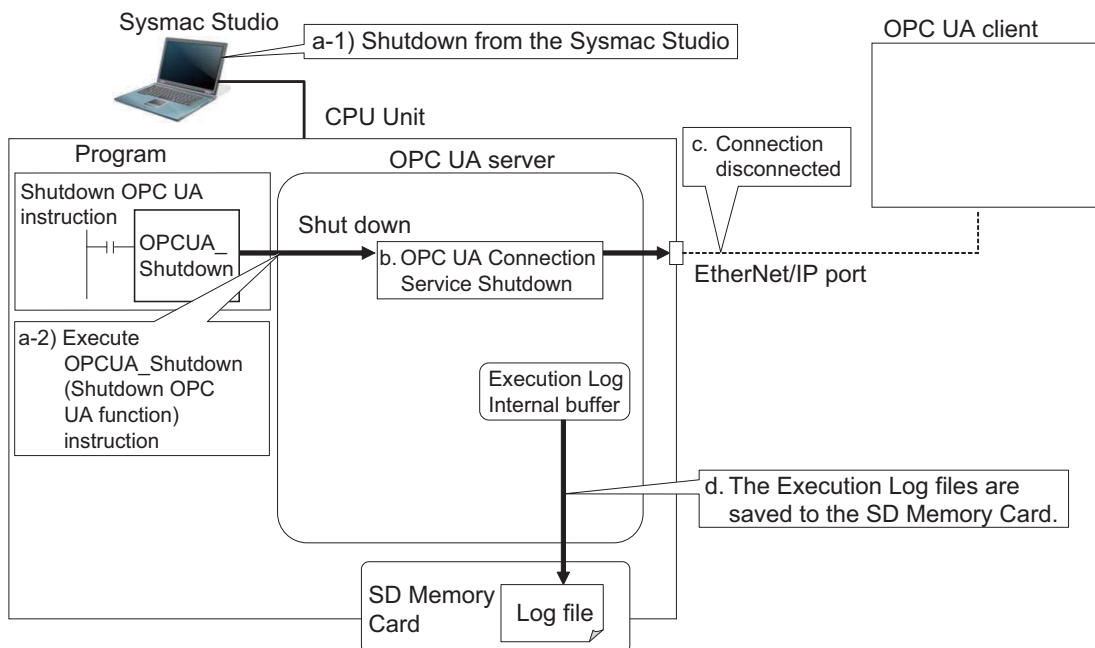 Sysmac Studio
a-1) Shutdown from the Sysmac Studio
OPC UA client
CPU Unit
Program
OPC UA server
c. Connection
disconnected
Shutdown OPC UA
instruction
OPCUA_
Shutdown
Shut down
b. OPC UA Connection
Service Shutdown
EtherNet/IP port
a-2) Execute
OPCUA_Shutdown
(Shutdown OPC
UA function)
instruction
Execution Log
Internal buffer
d. The Execution Log files are
saved to the SD Memory Card.
SD Memory
Card
Log file